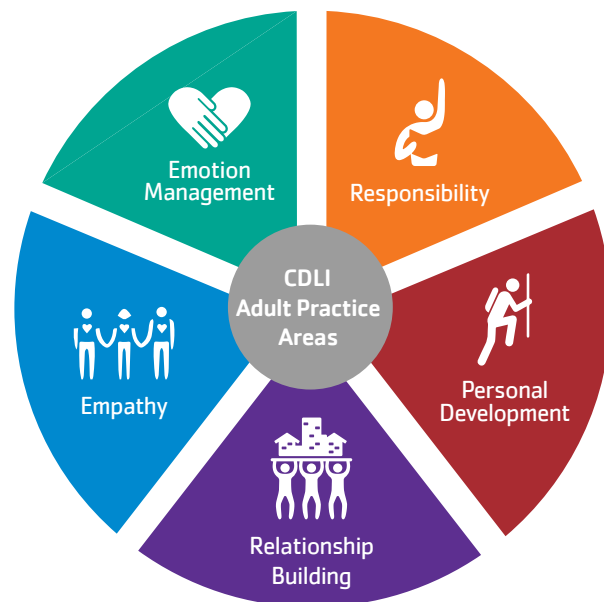 Emotion
Management
Responsibility
CDLI
Adult Practice
Areas
Empathy
Personal
Development
Relationship
Building